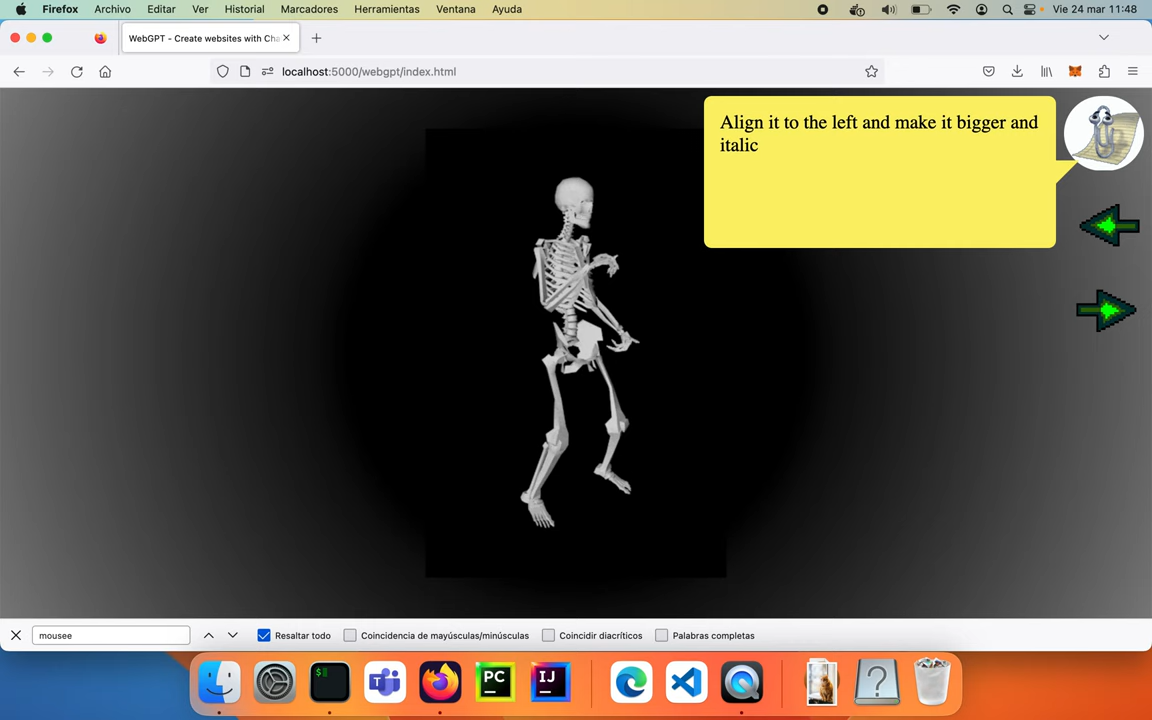 Firefox Archivo Editar Ver Historial Marcadores Herramientas Ventana Ayuda Vie 24 mar 11:48
WebGPT - Create websites with Cha
localhost:5000/webgpt/index.html
Align it to the left and make it bigger and
italic
mousee Resaltar todo Coincidencia de mayúsculas/minúsculas Coincidir diacríticos Palabras completas
$
PC
IJ
?